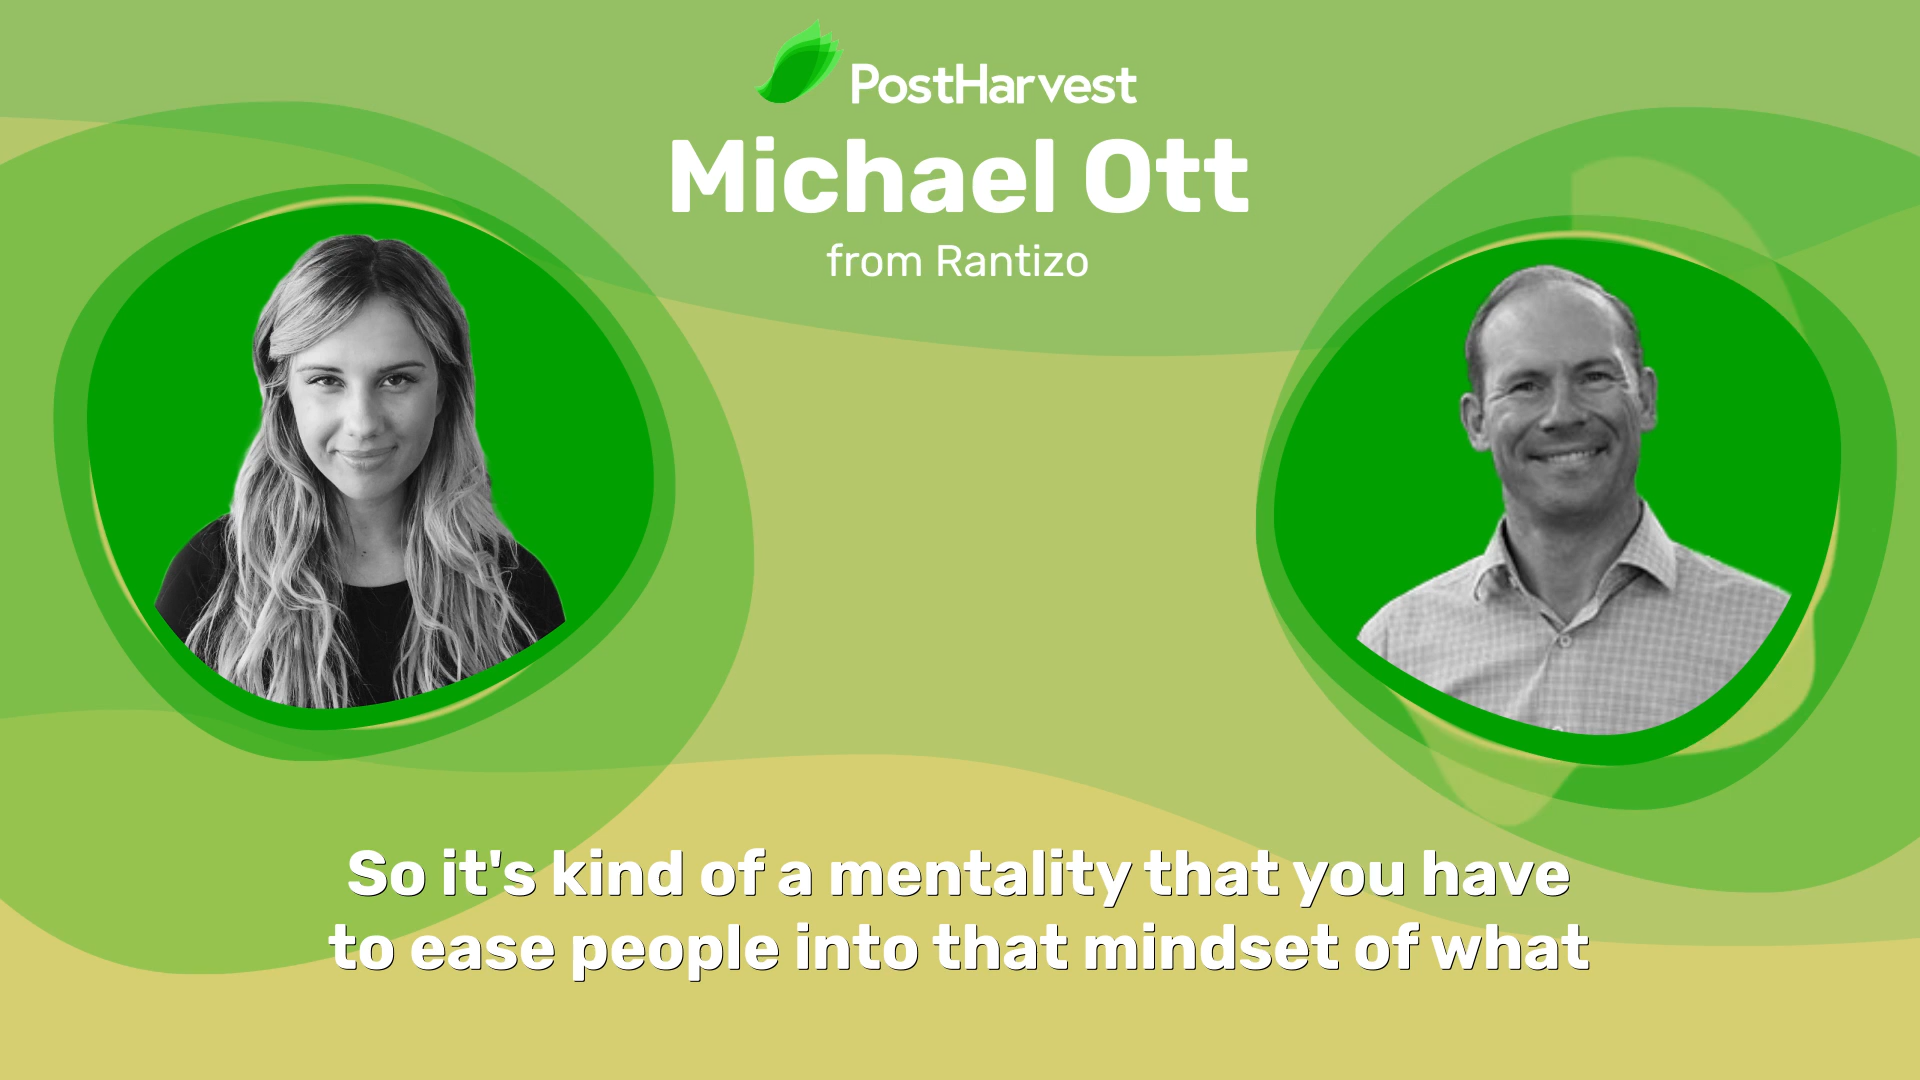 PostHarvest
Michael Ott
from Rantizo
So it's kind of a mentality that you have
to ease people into that mindset of what